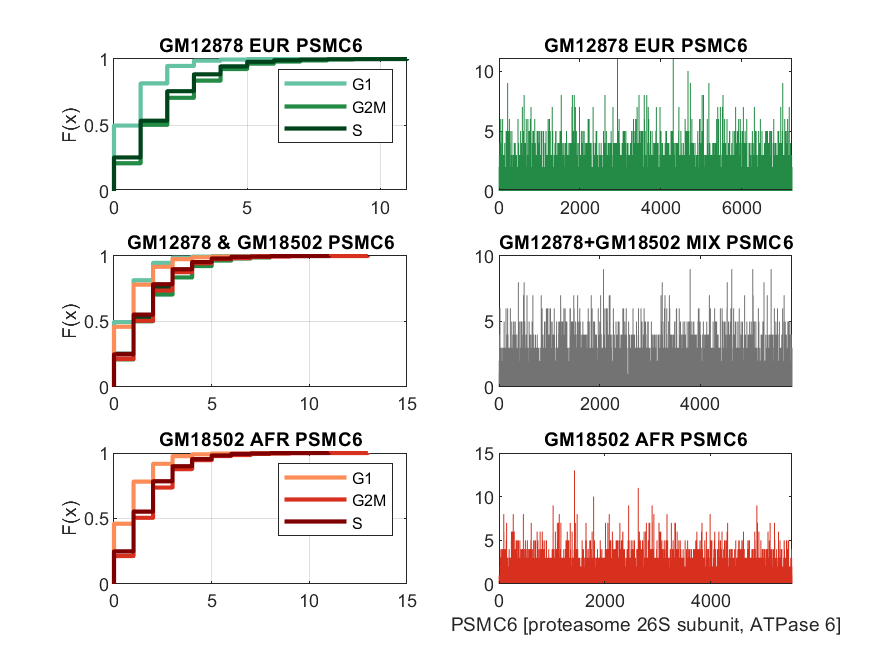 GM12878 EUR PSMC6
1
0.5
0
F(x)
0 5 10
G1
G2M
S
GM12878 EUR PSMC6
10
5
0
0 2000 4000 6000
GM12878 & GM18502 PSMC6
1
0.5
0
F(x)
0 5 10 15
GM12878+GM18502 MIX PSMC6
10
5
0
0 2000 4000
GM18502 AFR PSMC6
1
0.5
0
F(x)
0 5 10 15
G1
G2M
S
GM18502 AFR PSMC6
15
10
5
0
0 2000 4000
PSMC6 [proteasome 26S subunit, ATPase 6]